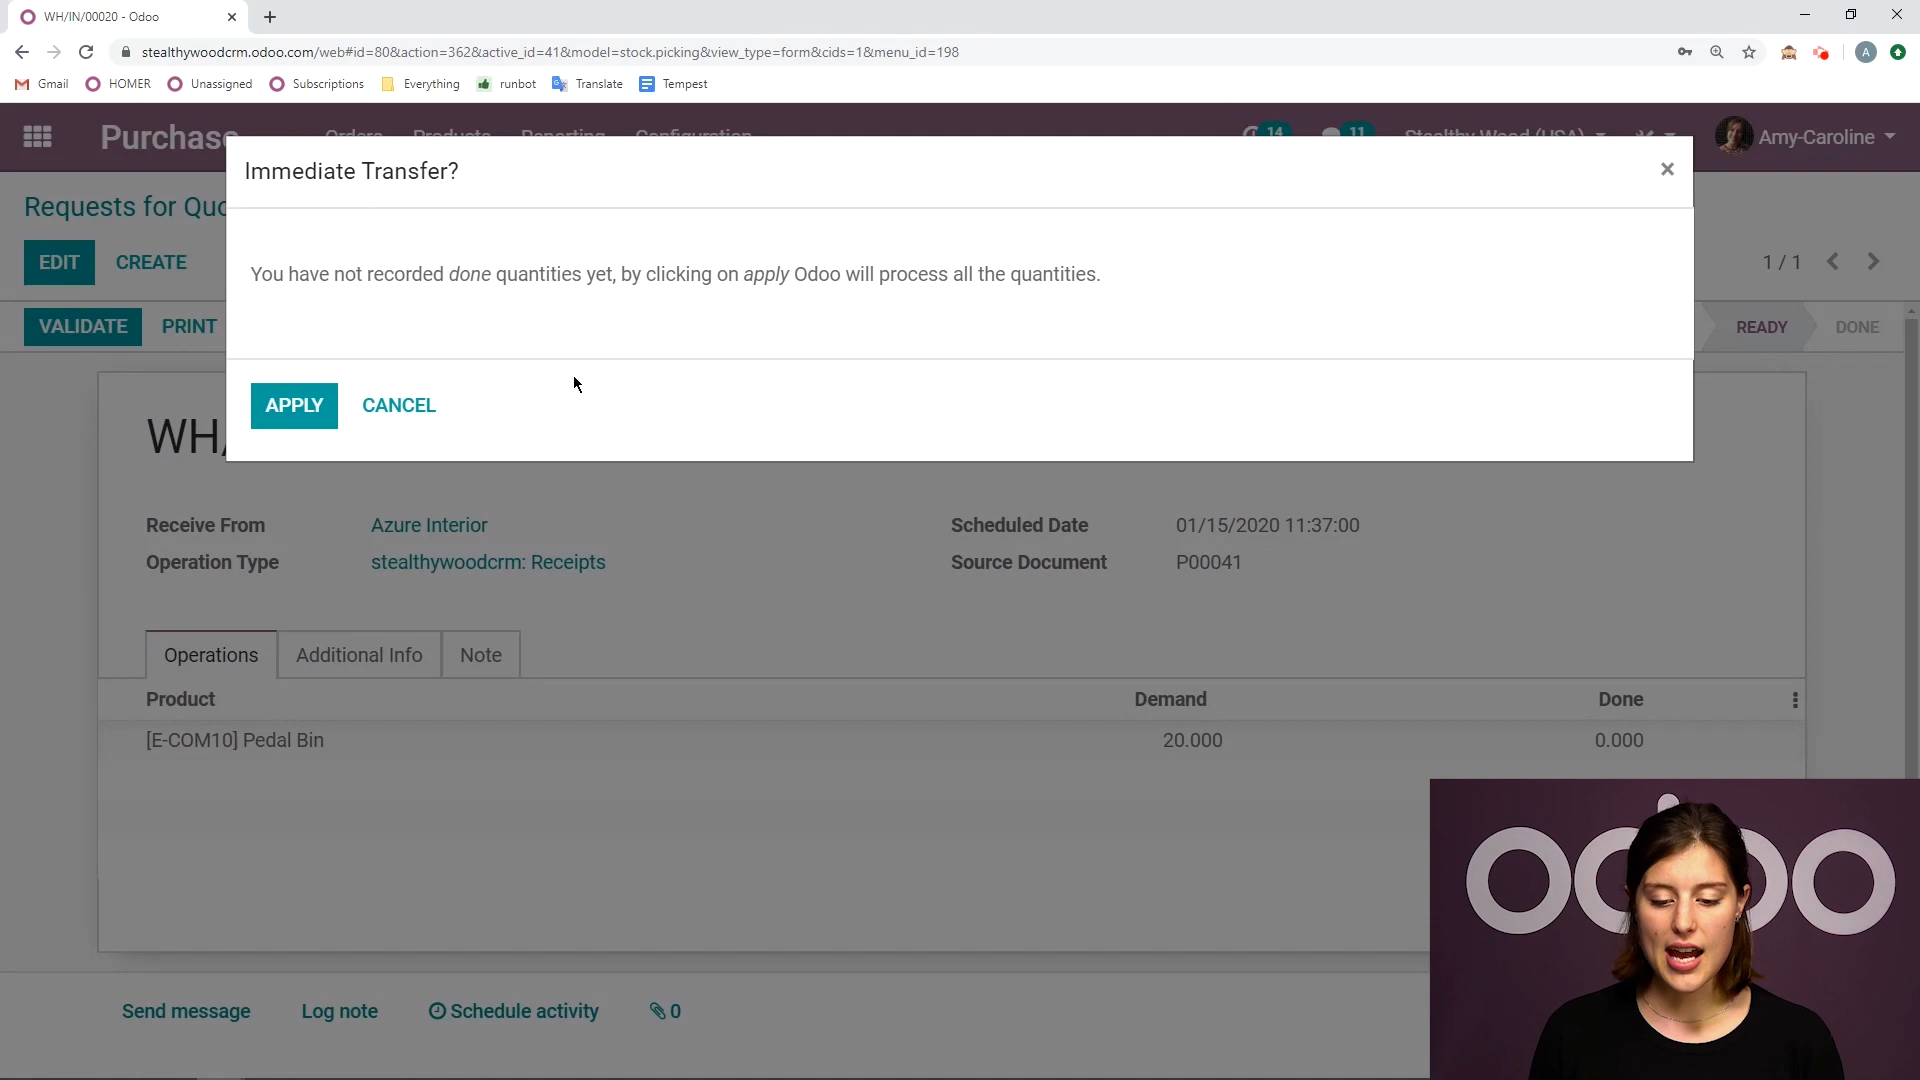 WH/IN/00020 - Odoo
stealthywoodcrm.odoo.com/web#id=80&action=362&active_id=41&model=stock.picking&view_type=form&cids=1&menu_id=198
A
Gmail HOMER Unassigned Subscriptions Everything runbot Translate Tempest
Purchase Orders Products Reporting Configuration 14 11 Stealthy Wood (USA) Amy-Caroline
Immediate Transfer?
×
Requests for Quo
You have not recorded done quantities yet, by clicking on apply Odoo will process all the quantities.
EDIT CREATE 1 / 1
VALIDATE PRINT READY DONE
APPLY CANCEL
WH/
Receive From Azure Interior Scheduled Date 01/15/2020 11:37:00
Operation Type stealthywoodcrm: Receipts Source Document P00041
Operations Additional Info Note
Product Demand Done
[E-COM10] Pedal Bin 20.000 0.000
odoo
Send message Log note Schedule activity 0